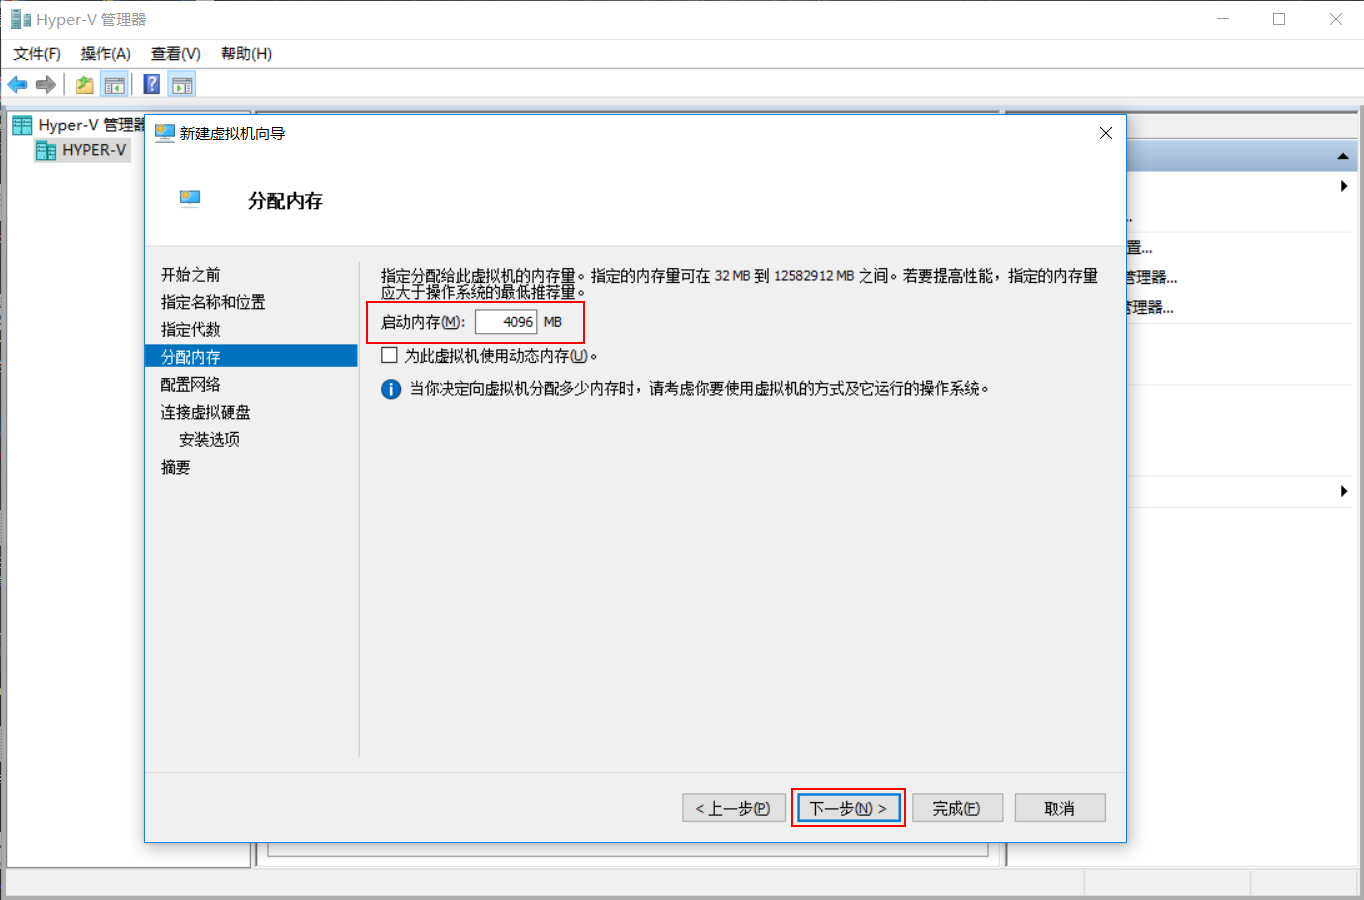 Hyper-V 管理器
文件(F) 操作(A) 查看(V) 帮助(H)
Hyper-V 管理器
HYPER-V
新建虚拟机向导
分配内存
开始之前
指定名称和位置
指定代数
分配内存
配置网络
连接虚拟硬盘
安装选项
摘要
指定分配给此虚拟机的内存量。指定的内存量可在 32 MB 到 12582912 MB 之间。若要提高性能，指定的内存量
应大于操作系统的最低推荐量。
启动内存(M): 4096 MB
为此虚拟机使用动态内存(U)。
当你决定向虚拟机分配多少内存时，请考虑你要使用虚拟机的方式及它运行的操作系统。
置...
管理器...
管理器...
< 上一步(P) 下一步(N) > 完成(F) 取消